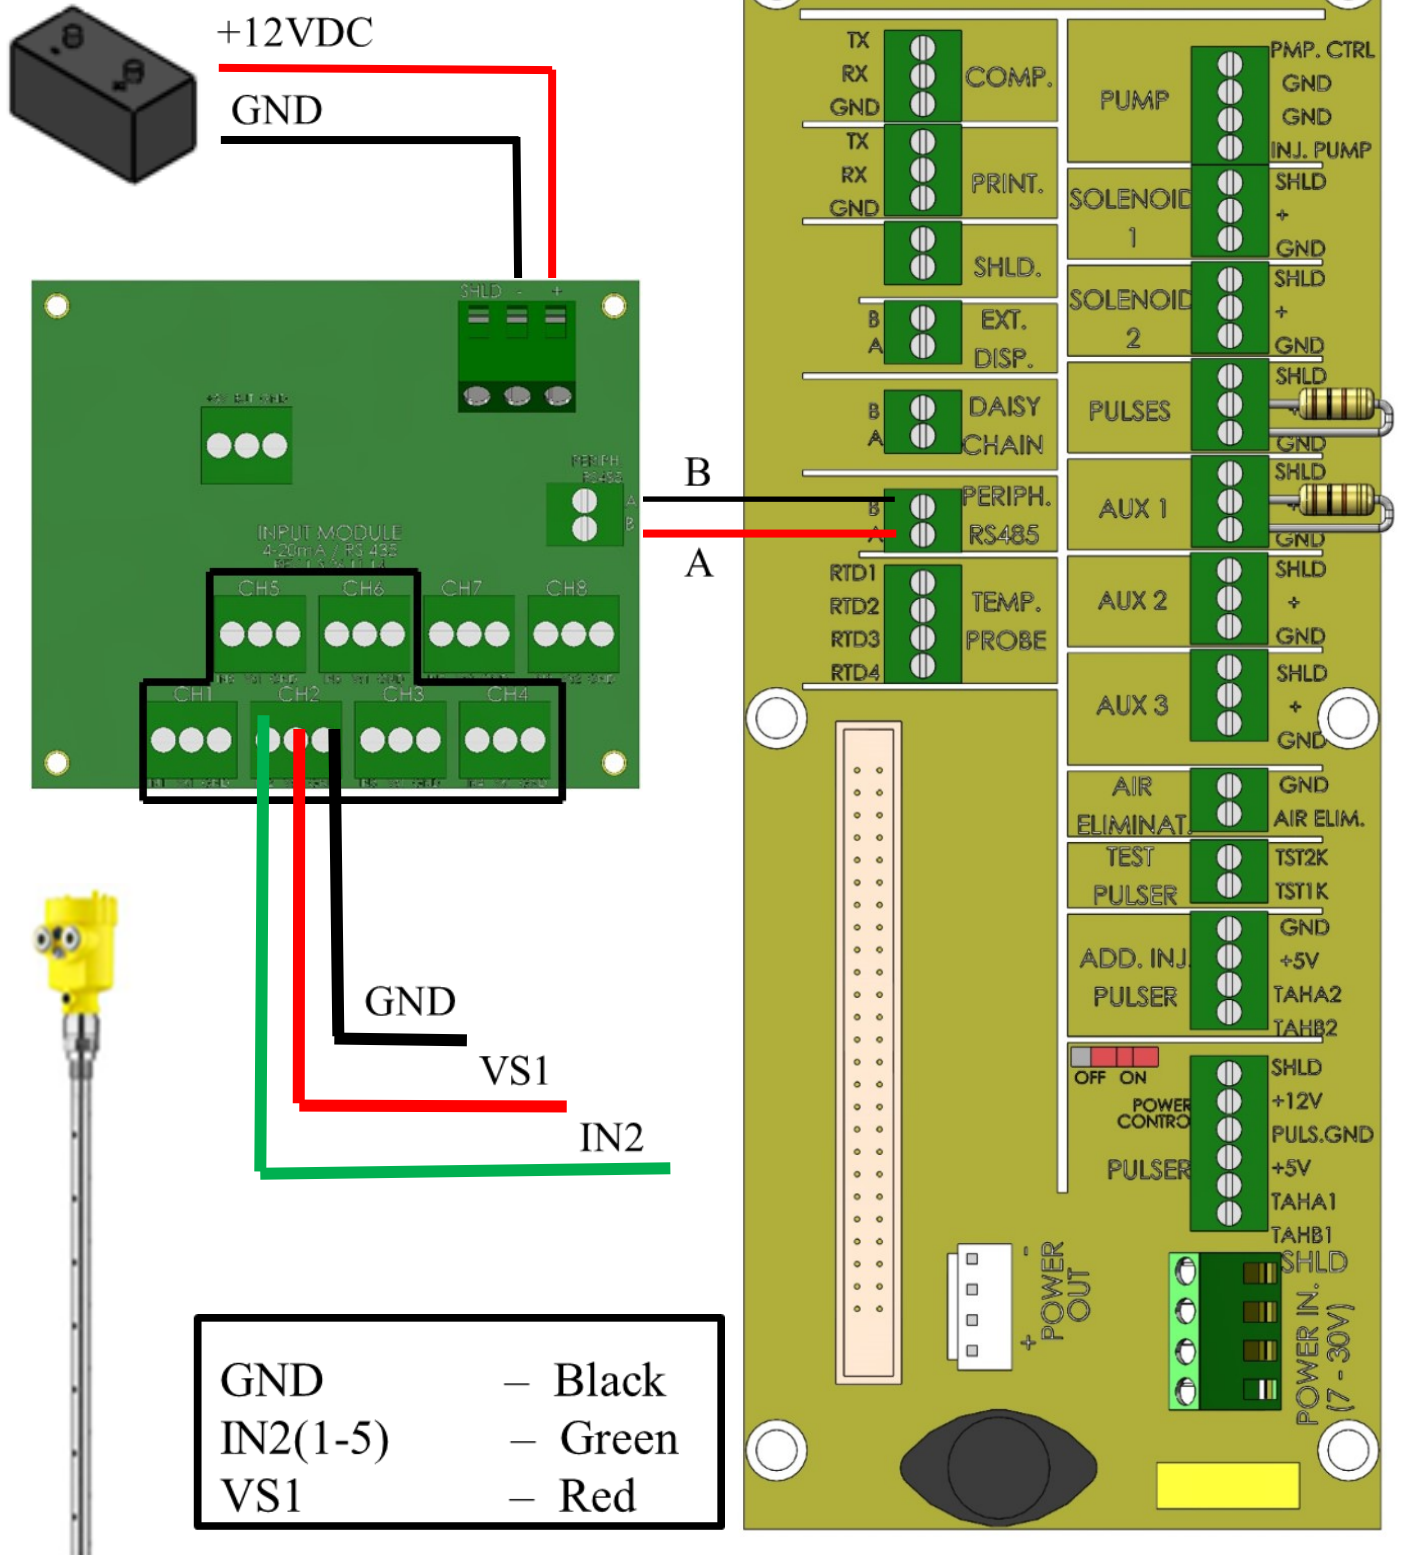 +12VDC
GND
SHLD - +
PERIPH.
RS485
A
B
INPUT MODULE
CH5
CH6
CH7
CH8
CH1
CH2
CH3
CH4
B
A
GND
VS1
IN2
GND – Black
IN2(1-5) – Green
VS1 – Red
TX
RX
GND
COMP.
TX
RX
GND
PRINT.
SHLD.
B
A
EXT.
DISP.
B
A
DAISY
CHAIN
B
A
PERIPH.
RS485
RTD1
RTD2
RTD3
RTD4
TEMP.
PROBE
PUMP
PMP. CTRL
GND
GND
INJ. PUMP
SOLENOID
1
SHLD
+
GND
SOLENOID
2
SHLD
+
GND
PULSES
SHLD
+
GND
AUX 1
SHLD
+
GND
AUX 2
SHLD
+
GND
AUX 3
SHLD
+
GND
AIR
ELIMINAT.
GND
AIR ELIM.
TEST
PULSER
TST2K
TST1K
ADD. INJ.
PULSER
GND
+5V
TAHA2
TAHB2
OFF ON
POWER
CONTRO
PULSER
SHLD
+12V
PULS.GND
+5V
TAHA1
TAHB1
- +
POWER
OUT
SHLD
POWER IN.
(7 - 30V)